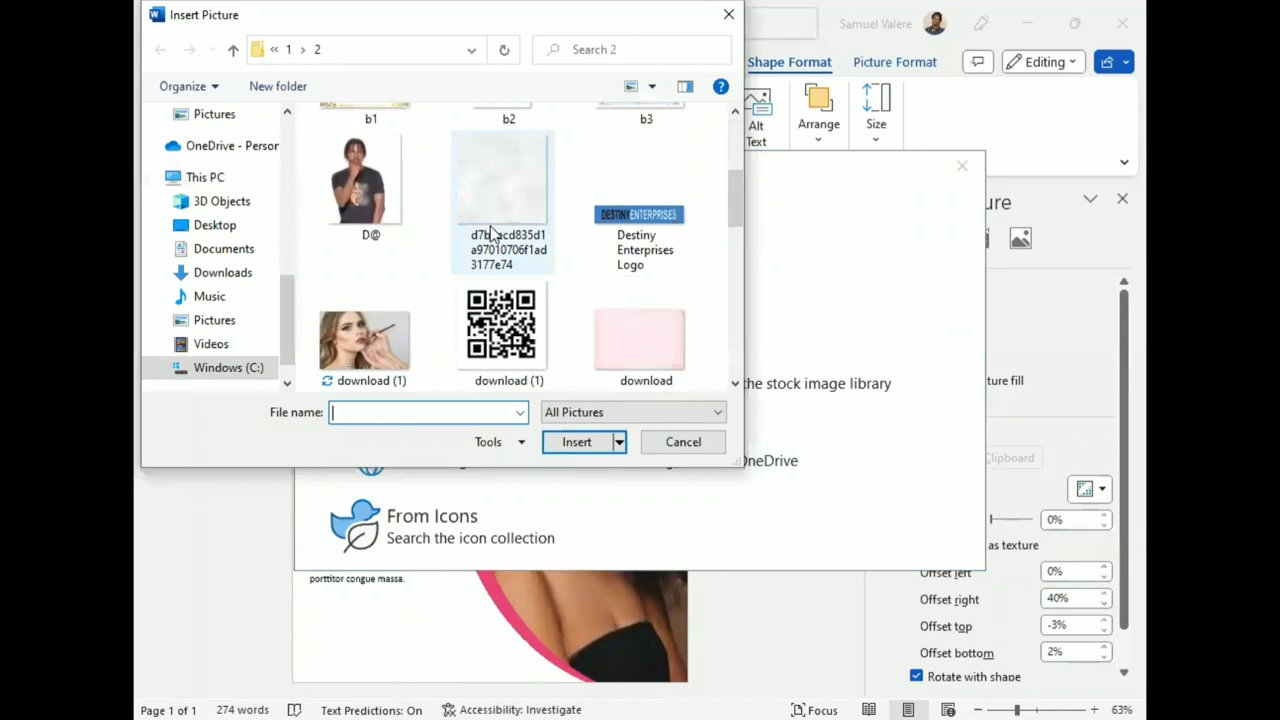 Insert Picture
Samuel Valere
« 1 › 2
Search 2
Shape Format
Picture Format
Editing
Organize
New folder
Pictures
OneDrive - Person
This PC
3D Objects
Desktop
Documents
Downloads
Music
Pictures
Videos
Windows (C:)
b1
b2
b3
D@
a97010706f1ad
3177e74
DESTINYENTERPRISES
Destiny
Enterprises
Logo
download (1)
download (1)
download
File name:
All Pictures
Tools
Insert
Cancel
Alt
Text
Arrange
Size
ure
the stock image library
ture fill
OneDrive
Clipboard
From Icons
Search the icon collection
0%
as texture
Offset left
0%
Offset right
40%
Offset top
-3%
Offset bottom
2%
Rotate with shape
porttitor congue massa.
Page 1 of 1
274 words
Text Predictions: On
Accessibility: Investigate
Focus
63%